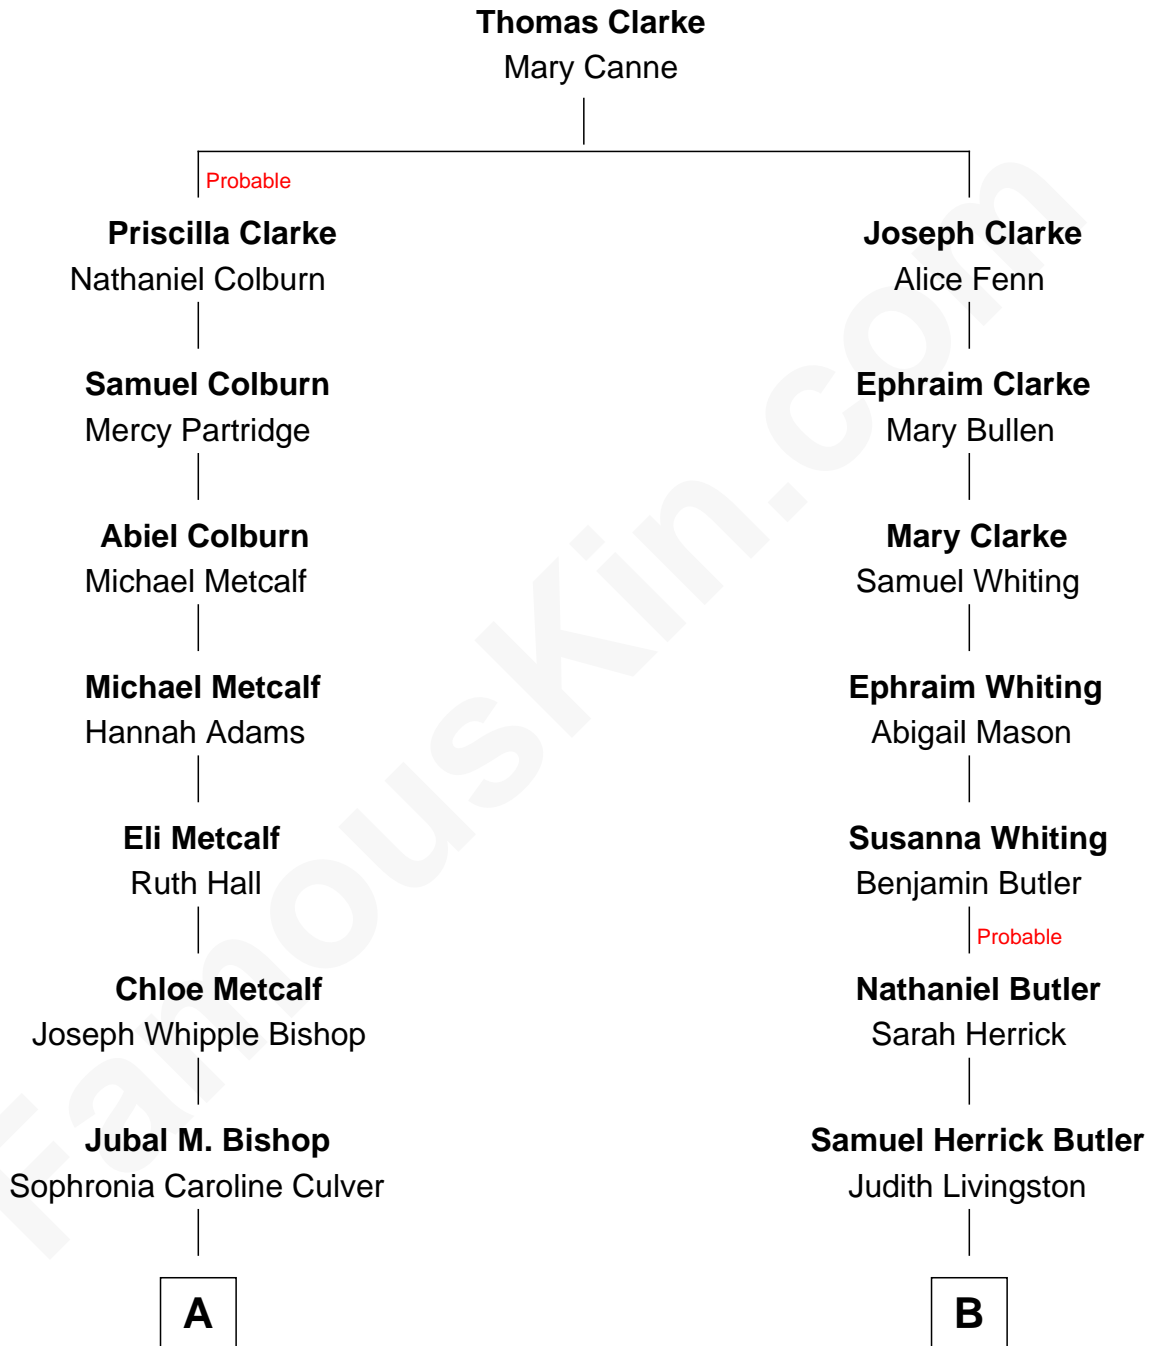 Thomas Clarke
Mary Canne
Probable
Priscilla Clarke
Nathaniel Colburn
Samuel Colburn
Mercy Partridge
Abiel Colburn
Michael Metcalf
Michael Metcalf
Hannah Adams
Eli Metcalf
Ruth Hall
Chloe Metcalf
Joseph Whipple Bishop
Jubal M. Bishop
Sophronia Caroline Culver
A
Joseph Clarke
Alice Fenn
Ephraim Clarke
Mary Bullen
Mary Clarke
Samuel Whiting
Ephraim Whiting
Abigail Mason
Susanna Whiting
Benjamin Butler
Probable
Nathaniel Butler
Sarah Herrick
Samuel Herrick Butler
Judith Livingston
B
FamousKin.com